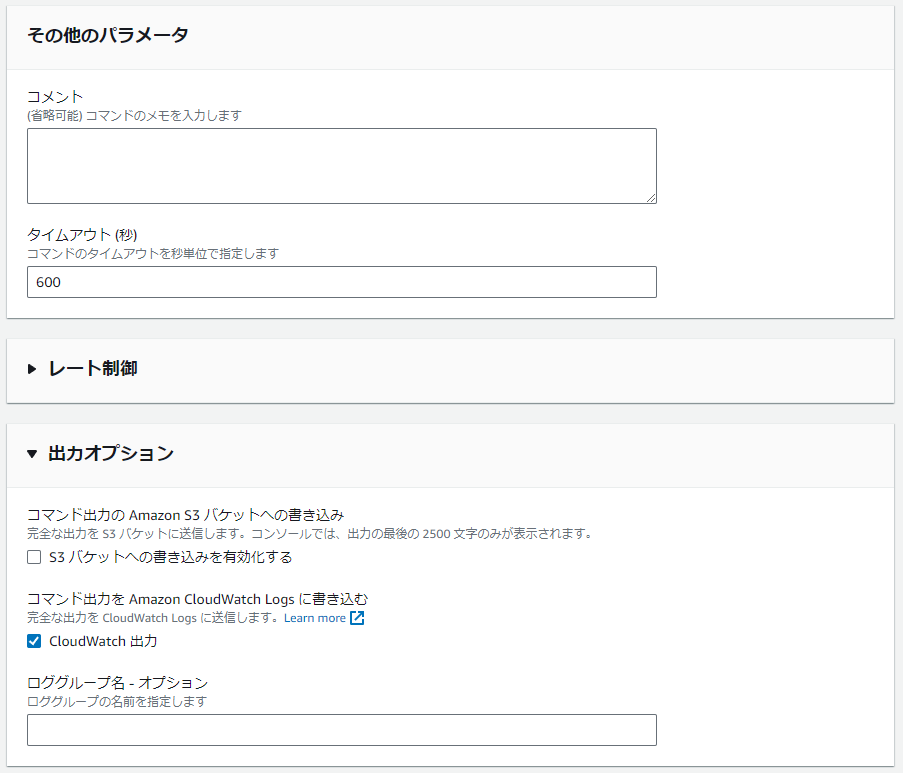 その他のパラメータ
コメント
(省略可能) コマンドのメモを入力します
タイムアウト (秒)
コマンドのタイムアウトを秒単位で指定します
600
レート制御
出力オプション
コマンド出力の Amazon S3 バケットへの書き込み
完全な出力を S3 バケットに送信します。コンソールでは、出力の最後の 2500 文字のみが表示されます。
S3 バケットへの書き込みを有効化する
コマンド出力を Amazon CloudWatch Logs に書き込む
完全な出力を CloudWatch Logs に送信します。Learn more
CloudWatch 出力
ロググループ名 - オプション
ロググループの名前を指定します